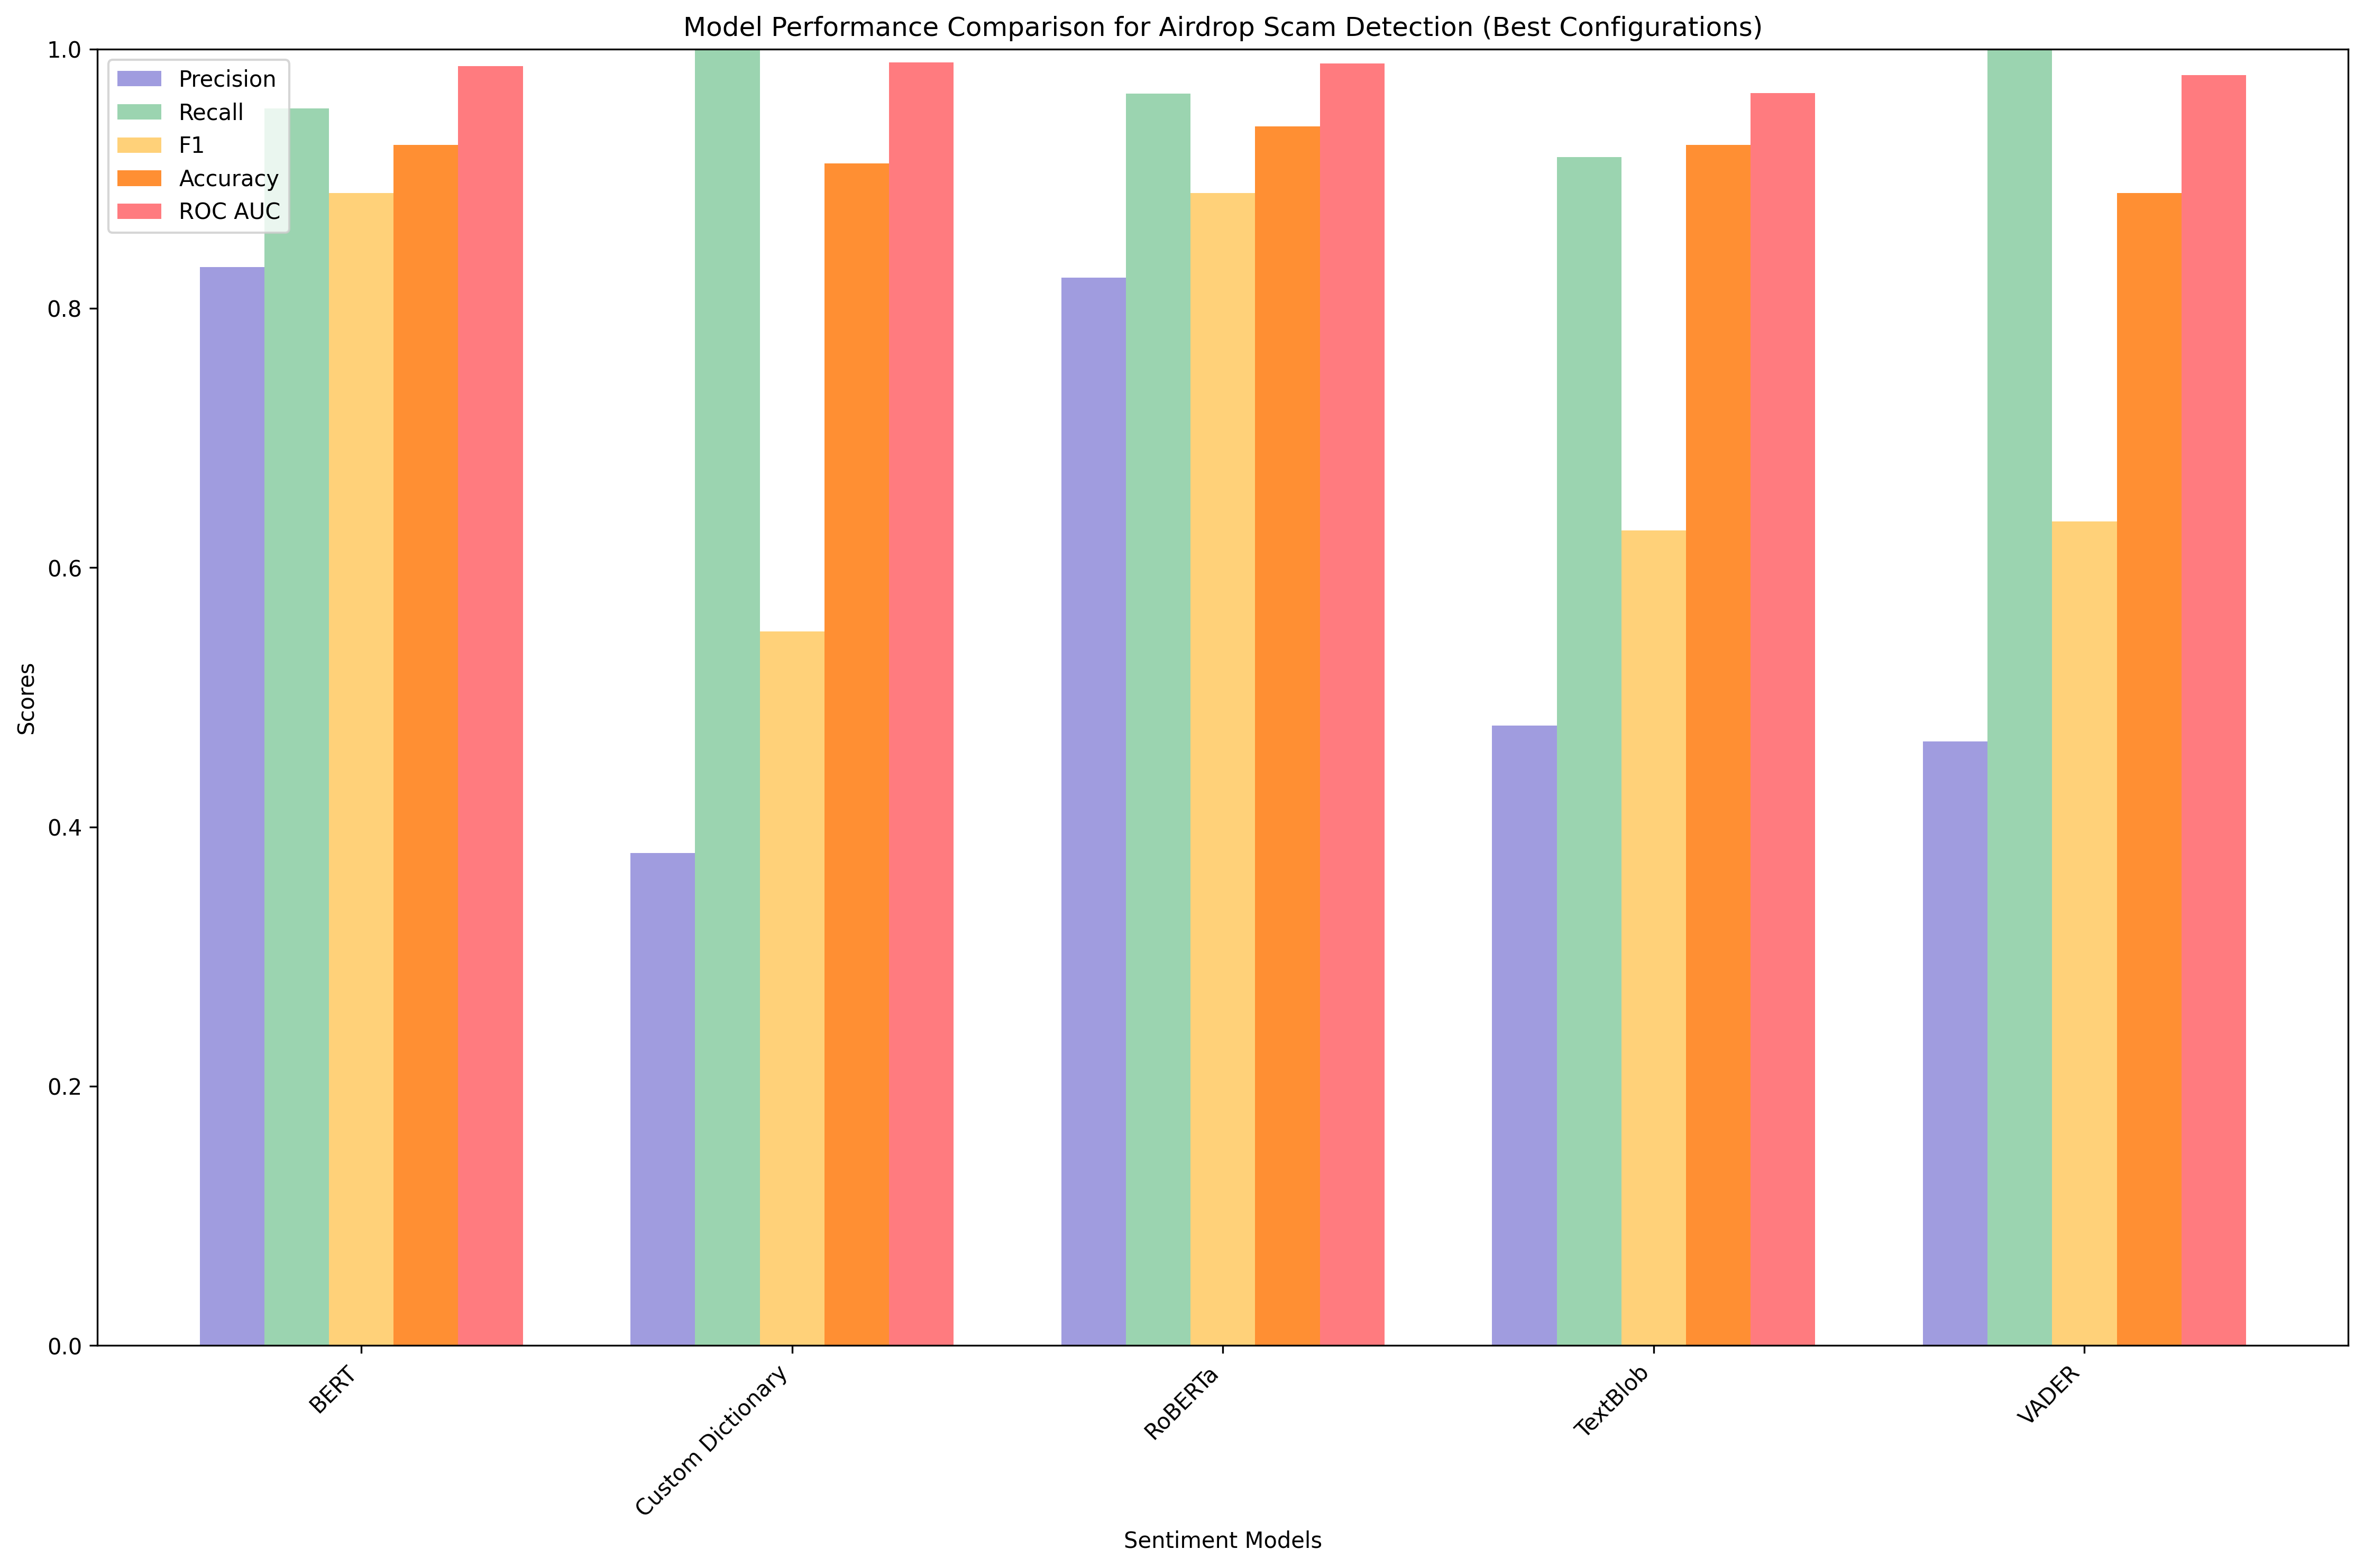 Model Performance Comparison for Airdrop Scam Detection (Best Configurations)
1.0
0.8
0.6
0.4
0.2
0.0
Scores
Precision
Recall
F1
Accuracy
ROC AUC
BERT
Custom Dictionary
RoBERTa
TextBlob
VADER
Sentiment Models